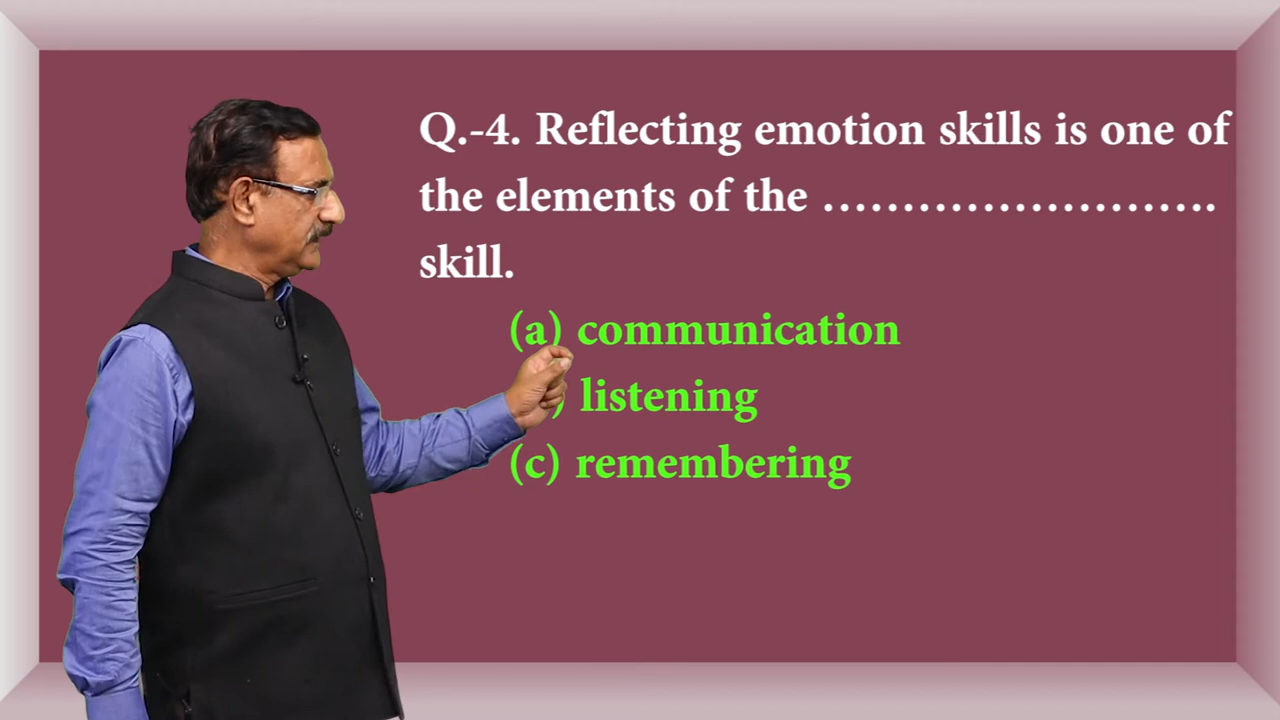 Q.-4. Reflecting emotion skills is one of
the elements of the ……………………..
skill.
(a) communication
) listening
(c) remembering